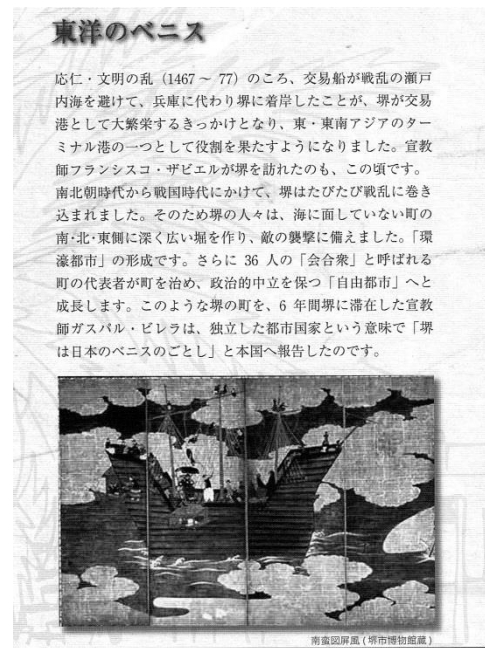 東洋のベニス
応仁・文明の乱（1467 ～ 77）のころ、交易船が戦乱の瀬戸
内海を避けて、兵庫に代わり堺に着岸したことが、堺が交易
港として大繁栄するきっかけとなり、東・東南アジアのター
ミナル港の一つとして役割を果たすようになりました。宣教
師フランシスコ・ザビエルが堺を訪れたのも、この頃です。
南北朝時代から戦国時代にかけて、堺はたびたび戦乱に巻き
込まれました。そのため堺の人々は、海に面していない町の
南･北･東側に深く広い堀を作り、敵の襲撃に備えました。「環
濠都市」の形成です。さらに 36 人の「会合衆」と呼ばれる
町の代表者が町を治め、政治的中立を保つ「自由都市」へと
成長します。このような堺の町を、6 年間堺に滞在した宣教
師ガスパル・ビレラは、独立した都市国家という意味で「堺
は日本のベニスのごとし」と本国へ報告したのです。
南蛮図屏風 ( 堺市博物館蔵 )